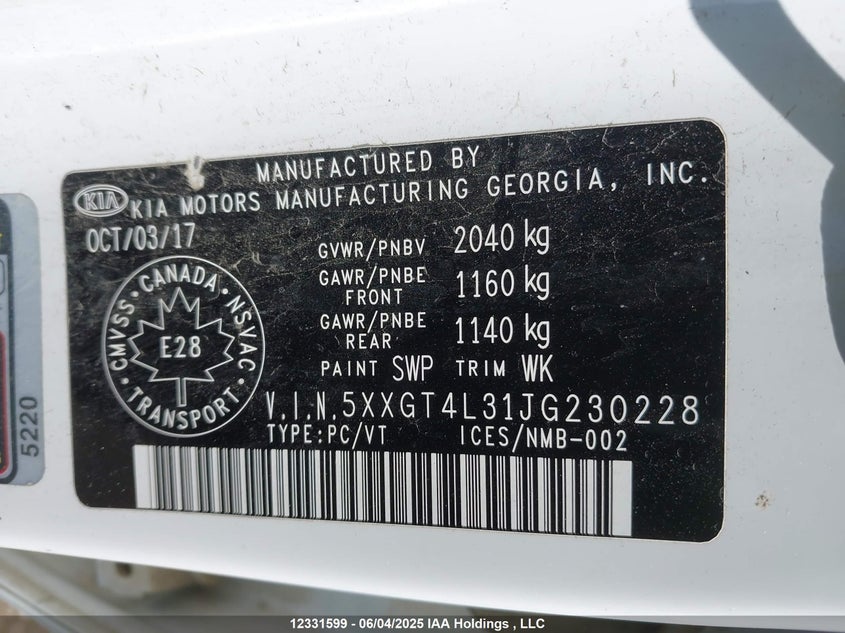 MANUFACTURED BY
KIA KIA MOTORS MANUFACTURING GEORGIA, INC.
OCT/03/17
GVWR/PNBV 2040 kg
GAWR/PNBE FRONT 1160 kg
GAWR/PNBE REAR 1140 kg
PAINT SWP TRIM WK
CMVSS · CANADA · NSVAC · TRANSPORT ·
E28
V.I.N. 5XXGT4L31JG230228
TYPE:PC/VT ICES/NMB-002
5220
12331599 - 06/04/2025 IAA Holdings , LLC